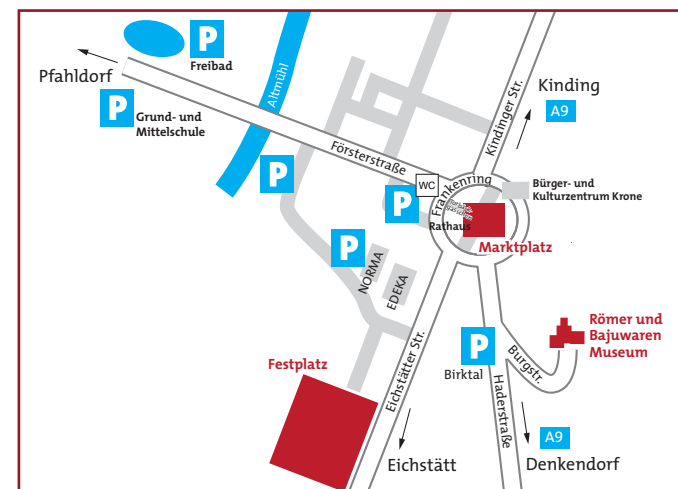 P
Freibad
Pfahldorf
P
Grund- und
Mittelschule
Altmühl
Försterstraße
Kindinger Str.
Kinding
A9
P
WC
P
Frankenring
Bürger- und
Kulturzentrum Krone
Rathaus
Marktplatz
P
NORMA
EDEKA
Römer und
Bajuwaren
Museum
P
Birktal
Burgstr.
Festplatz
Eichstätter Str.
Haderstraße
A9
Eichstätt
Denkendorf